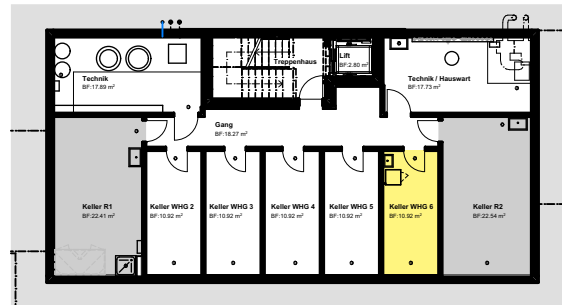 Technik
BF:17.89 m²
Treppenhaus
Lift
BF:2.80 m²
Technik / Hauswart
BF:17.73 m²
Gang
BF:18.27 m²
Keller R1
BF:22.41 m²
Keller WHG 2
BF:10.92 m²
Keller WHG 3
BF:10.92 m²
Keller WHG 4
BF:10.92 m²
Keller WHG 5
BF:10.92 m²
Keller WHG 6
BF:10.92 m²
Keller R2
BF:22.54 m²